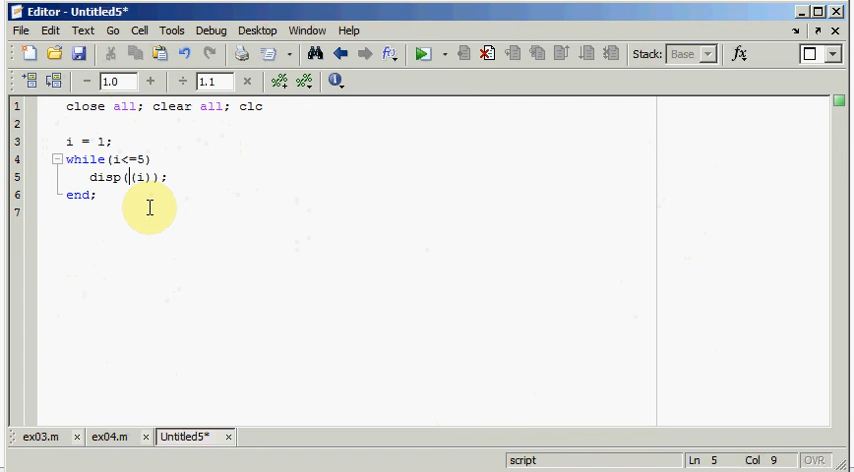 Editor - Untitled5*
File Edit Text Go Cell Tools Debug Desktop Window Help
Stack: Base fx
1.0 1.1
1 close all; clear all; clc
2
3 i = 1;
4 while(i<=5)
5 disp((i));
6 end;
7
ex03.m ex04.m Untitled5*
script Ln 5 Col 9 OVR